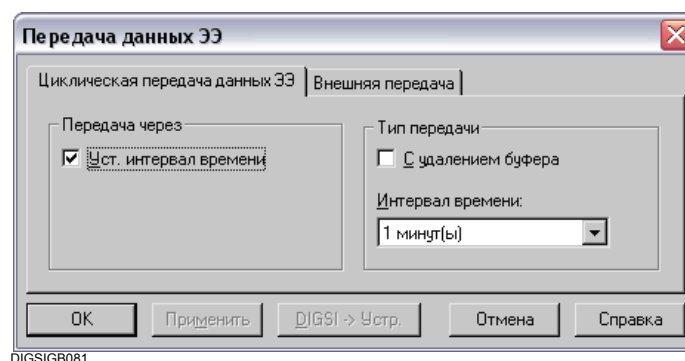 Передача данных ЭЭ
Циклическая передача данных ЭЭ
Внешняя передача
Передача через
Уст. интервал времени
Тип передачи
С удалением буфера
Интервал времени:
1 минут(ы)
OK
Применить
DIGSI -> Устр.
Отмена
Справка
DIGSIGB081